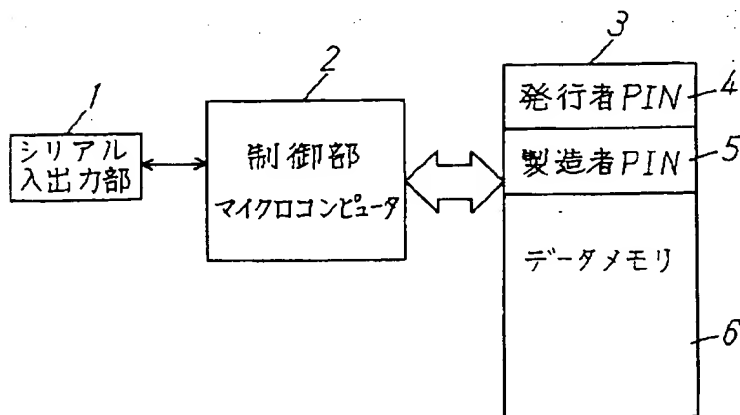 1
シリアル
入出力部
2
制御部
マイクロコンピュータ
3
発行者PIN
4
製造者PIN
5
データメモリ
6